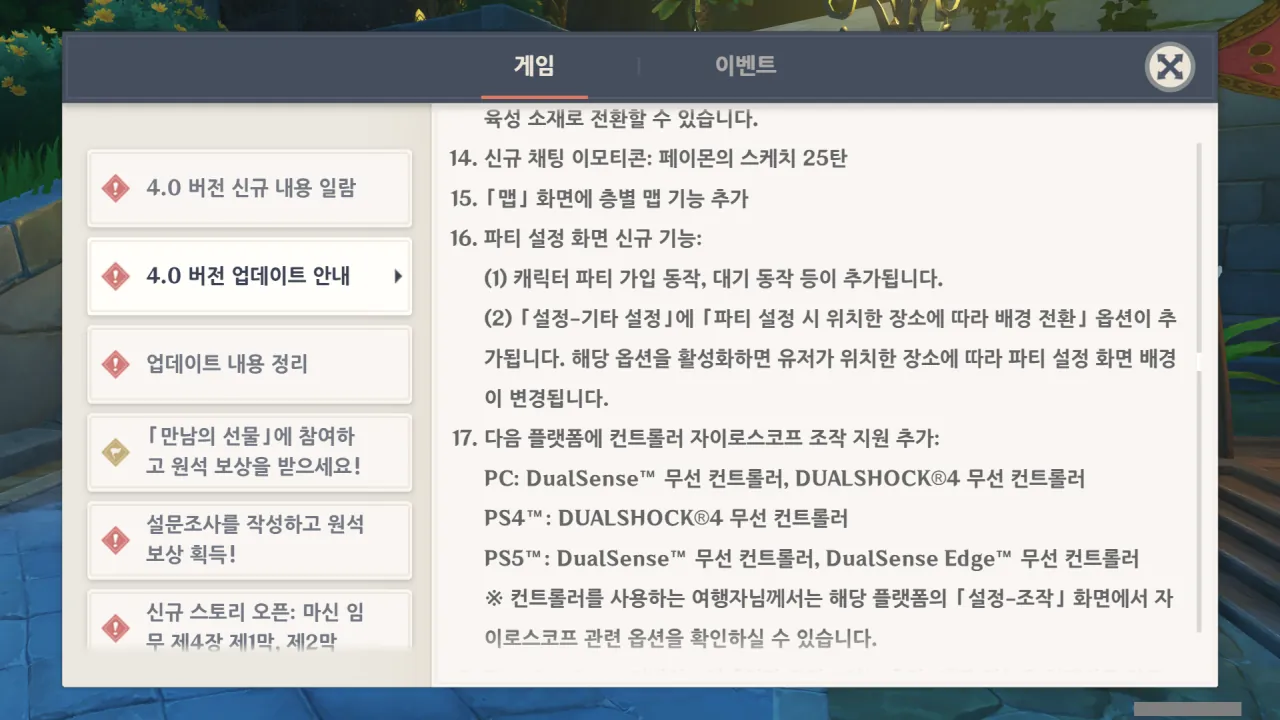 게임
이벤트
4.0 버전 신규 내용 일람
4.0 버전 업데이트 안내
업데이트 내용 정리
「만남의 선물」에 참여하
고 원석 보상을 받으세요!
설문조사를 작성하고 원석
보상 획득!
신규 스토리 오픈: 마신 임
무 제4장 제1막, 제2막
육성 소재로 전환할 수 있습니다.
14. 신규 채팅 이모티콘: 페이몬의 스케치 25탄
15. 「맵」 화면에 층별 맵 기능 추가
16. 파티 설정 화면 신규 기능:
(1) 캐릭터 파티 가입 동작, 대기 동작 등이 추가됩니다.
(2) 「설정-기타 설정」에 「파티 설정 시 위치한 장소에 따라 배경 전환」 옵션이 추
가됩니다. 해당 옵션을 활성화하면 유저가 위치한 장소에 따라 파티 설정 화면 배경
이 변경됩니다.
17. 다음 플랫폼에 컨트롤러 자이로스코프 조작 지원 추가:
PC: DualSense™ 무선 컨트롤러, DUALSHOCK®4 무선 컨트롤러
PS4™: DUALSHOCK®4 무선 컨트롤러
PS5™: DualSense™ 무선 컨트롤러, DualSense Edge™ 무선 컨트롤러
※ 컨트롤러를 사용하는 여행자님께서는 해당 플랫폼의 「설정-조작」 화면에서 자
이로스코프 관련 옵션을 확인하실 수 있습니다.